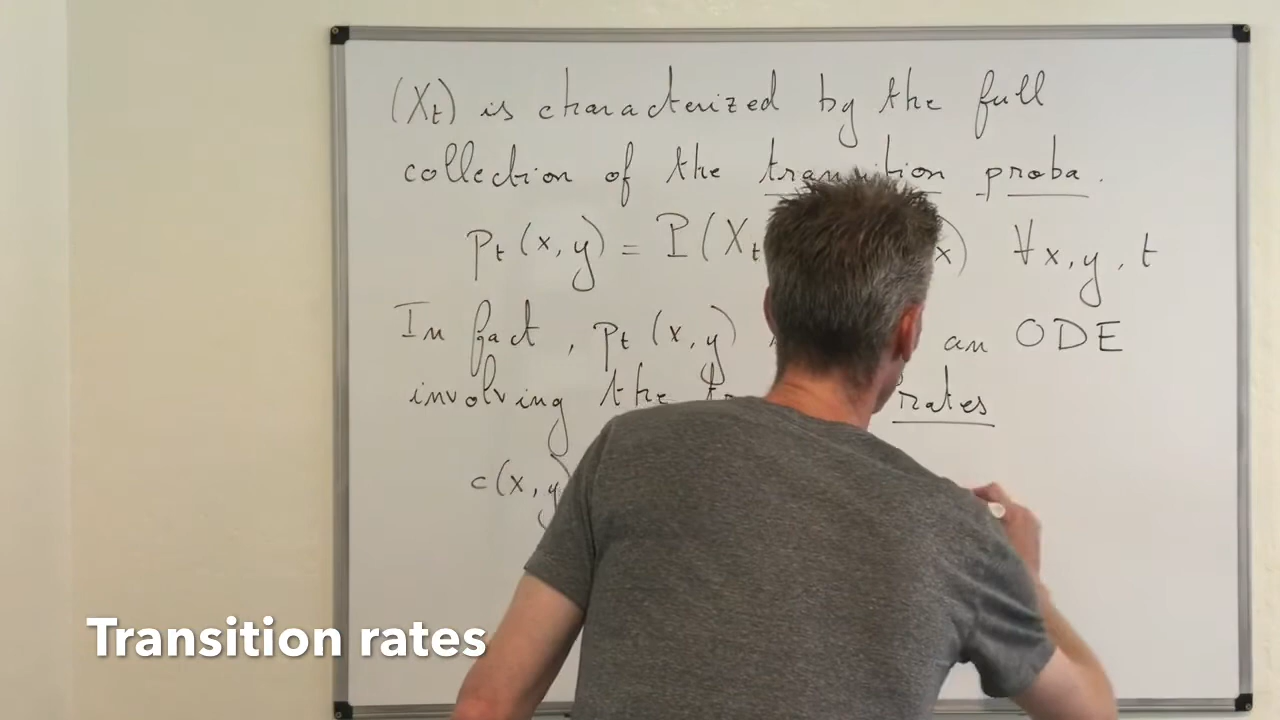 (Xt) is characterized by the full
collection of the transition proba.
pt(x,y) = P(Xt x) ∀x,y,t
In fact, pt(x,y) an ODE
involving the rates
c(x,y
Transition rates